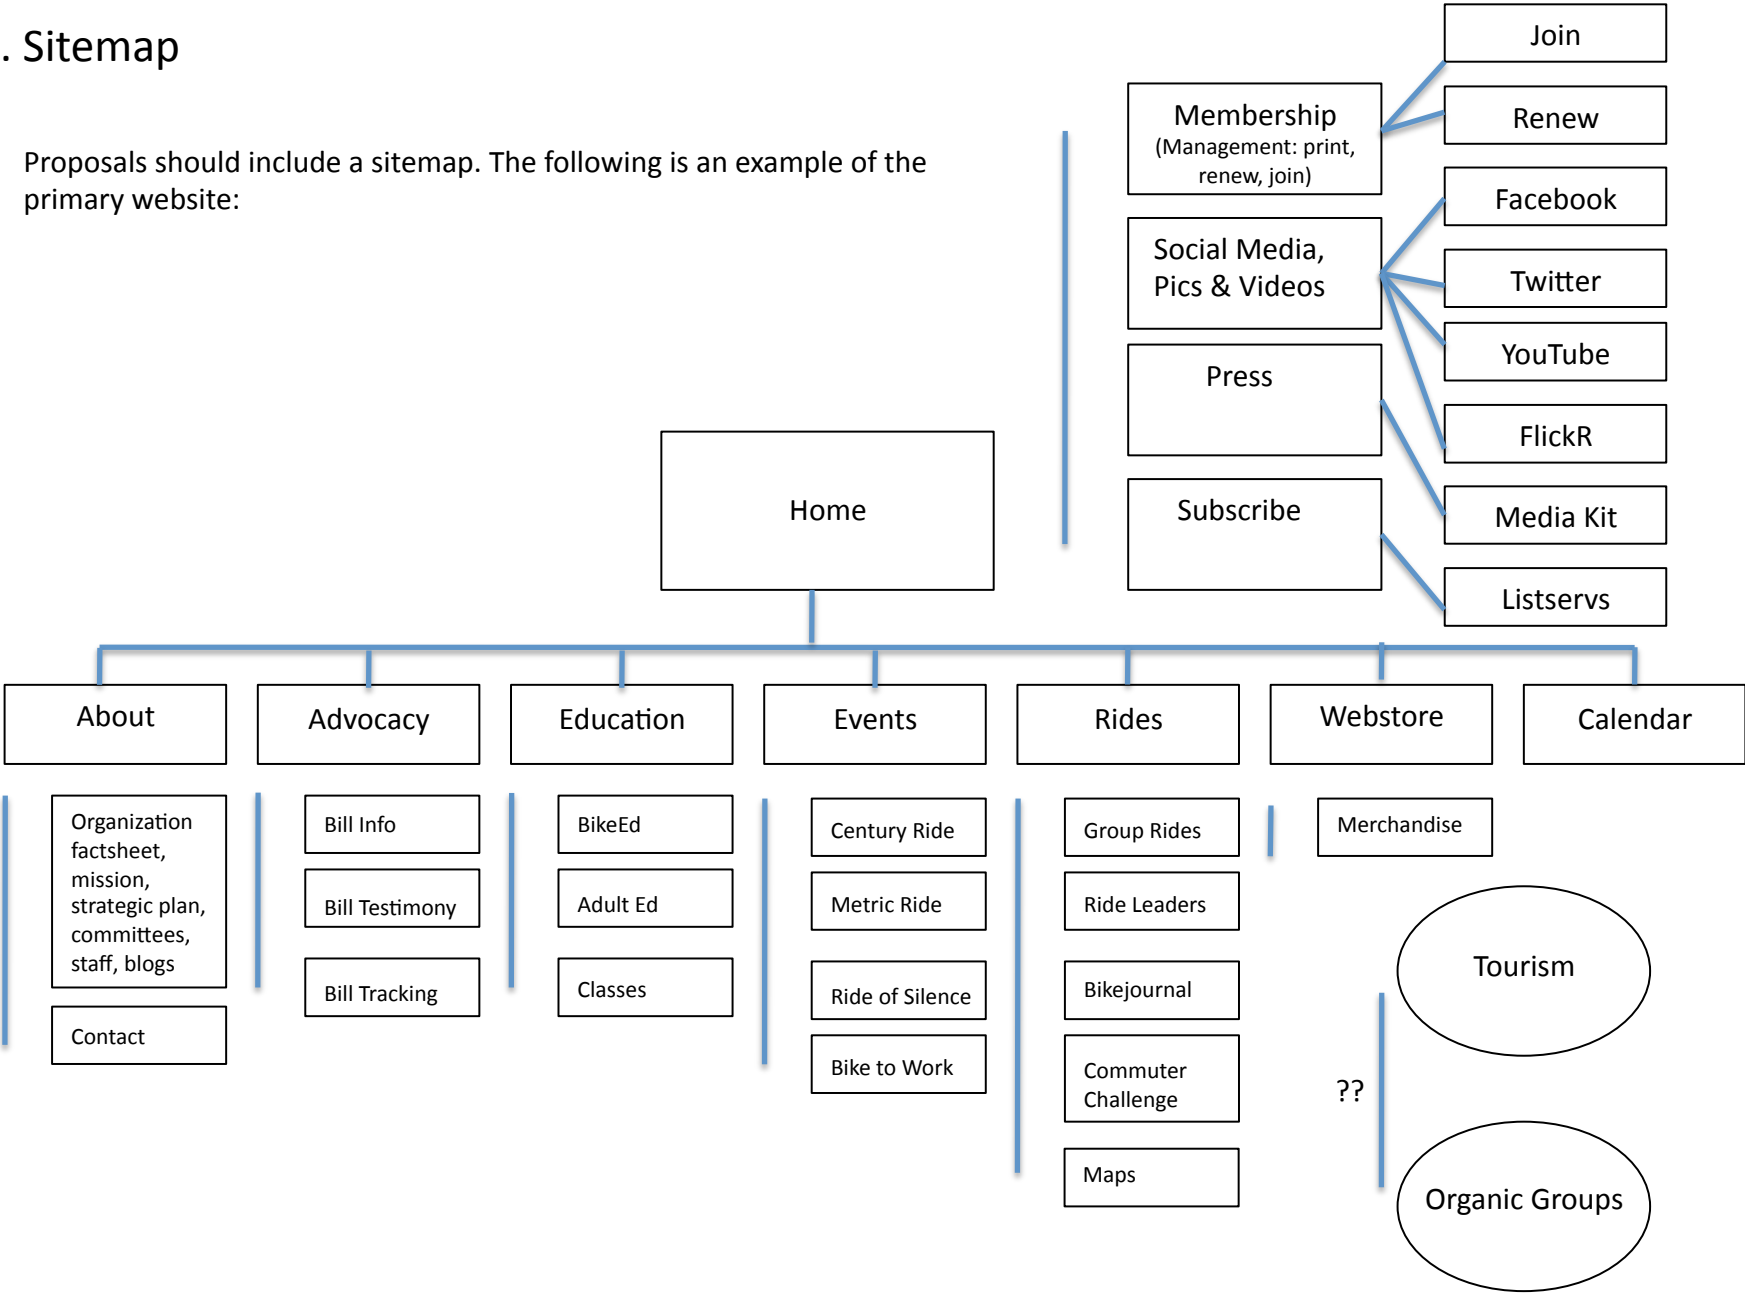 . Sitemap
Proposals should include a sitemap. The following is an example of the
primary website:
Membership
(Management: print,
renew, join)
Join
Renew
Social Media,
Pics & Videos
Facebook
Twitter
YouTube
FlickR
Press
Media Kit
Subscribe
Listservs
Home
About
Advocacy
Education
Events
Rides
Webstore
Calendar
Organization
factsheet,
mission,
strategic plan,
committees,
staff, blogs
Contact
Bill Info
Bill Testimony
Bill Tracking
BikeEd
Adult Ed
Classes
Century Ride
Metric Ride
Ride of Silence
Bike to Work
Group Rides
Ride Leaders
Bikejournal
Commuter
Challenge
Maps
Merchandise
Tourism
??
Organic Groups